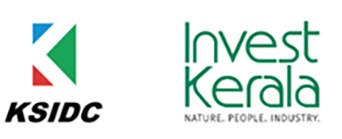 KSIDC
Invest
Kerala
NATURE. PEOPLE. INDUSTRY.